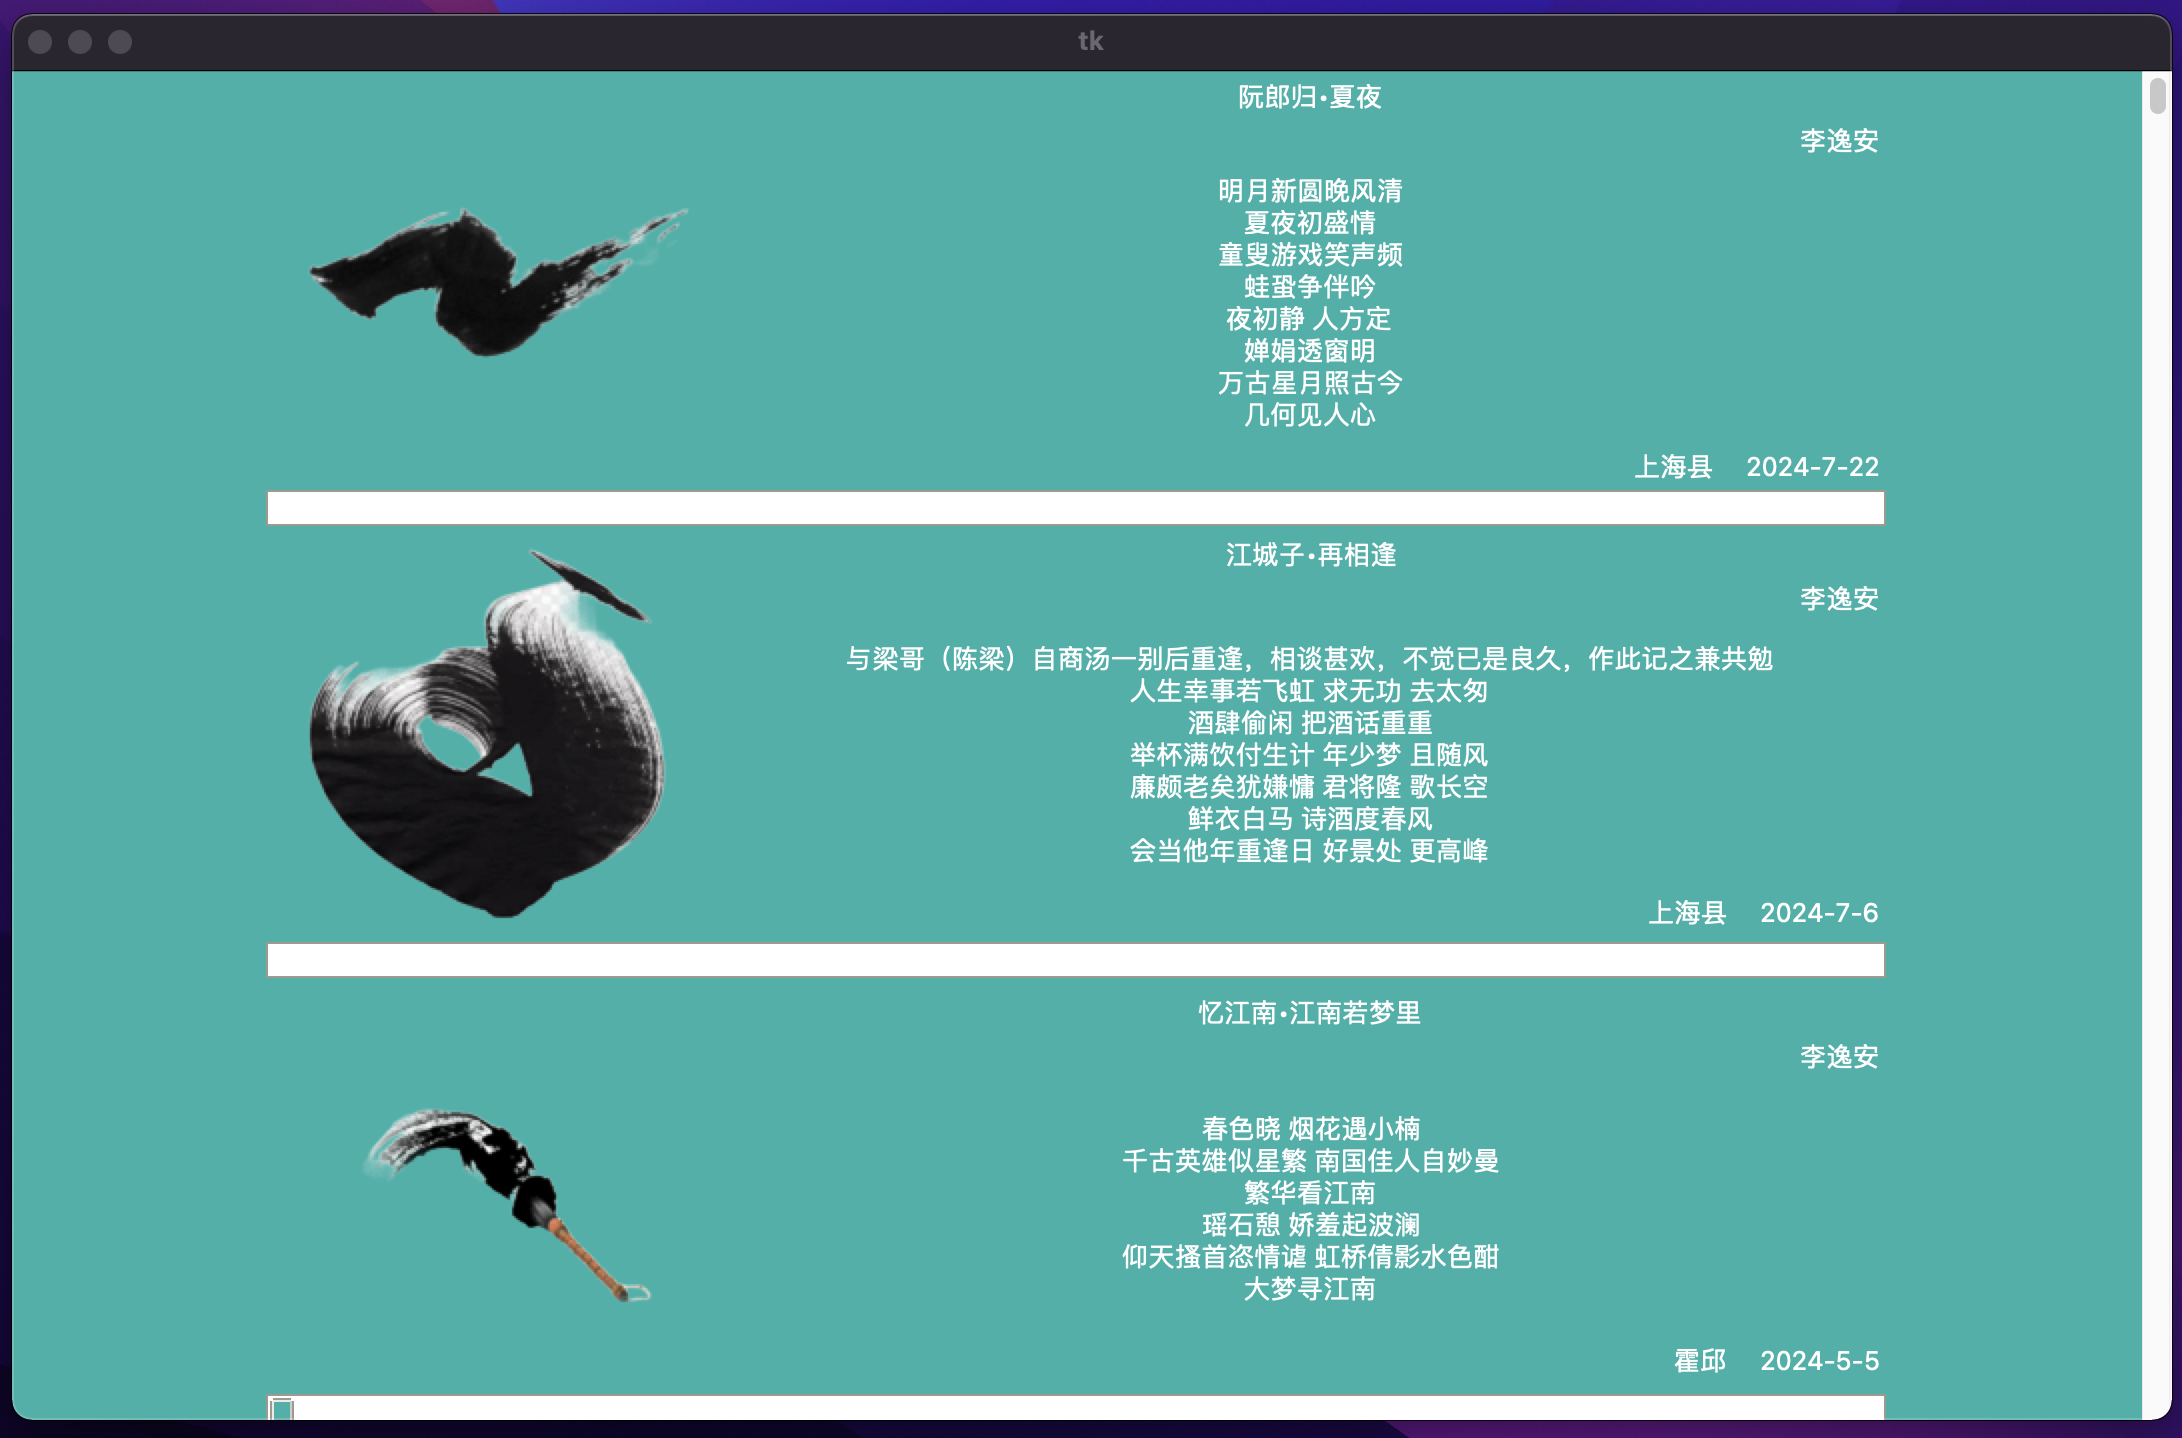 tk
阮郎归·夏夜
李逸安
明月新圆晚风清
夏夜初盛情
童叟游戏笑声频
蛙蛩争伴吟
夜初静 人方定
婵娟透窗明
万古星月照古今
几何见人心
上海县 2024-7-22
江城子·再相逢
李逸安
与梁哥（陈梁）自商汤一别后重逢，相谈甚欢，不觉已是良久，作此记之兼共勉
人生幸事若飞虹 求无功 去太匆
酒肆偷闲 把酒话重重
举杯满饮付生计 年少梦 且随风
廉颇老矣犹嫌慵 君将隆 歌长空
鲜衣白马 诗酒度春风
会当他年重逢日 好景处 更高峰
上海县 2024-7-6
忆江南·江南若梦里
李逸安
春色晓 烟花遇小楠
千古英雄似星繁 南国佳人自妙曼
繁华看江南
瑶石憩 娇羞起波澜
仰天搔首恣情谑 虹桥倩影水色酣
大梦寻江南
霍邱 2024-5-5